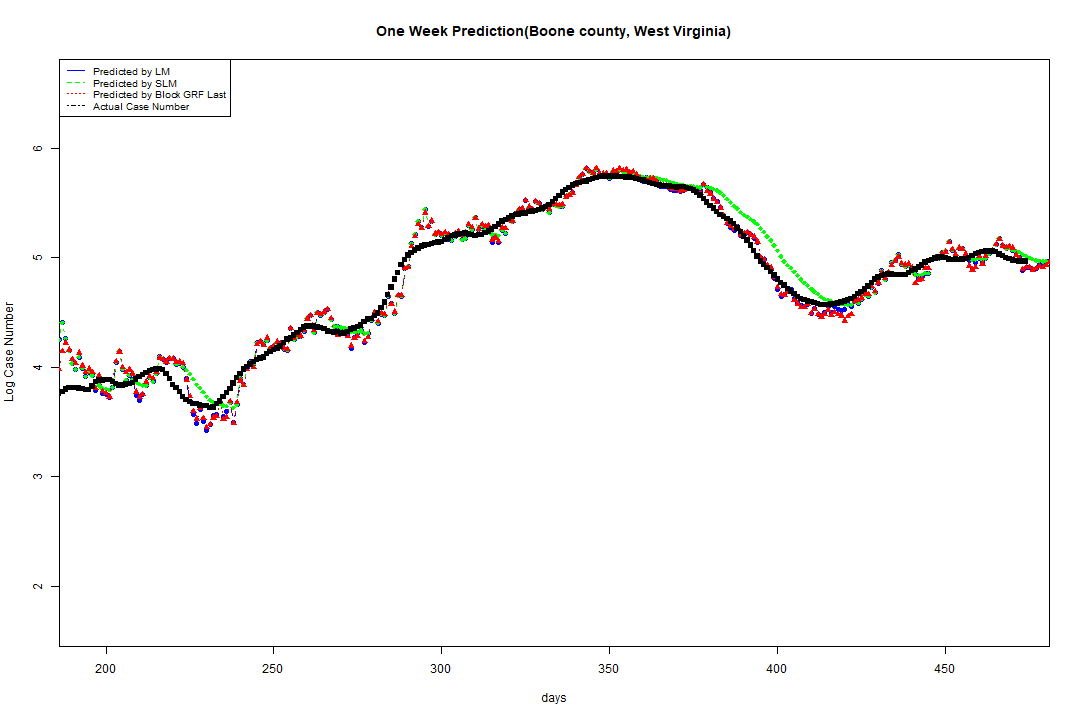 One Week Prediction(Boone county, West Virginia)
Predicted by LM
Predicted by SLM
Predicted by Block GRF Last
Actual Case Number
6
5
4
3
2
Log Case Number
200 250 300 350 400 450
days